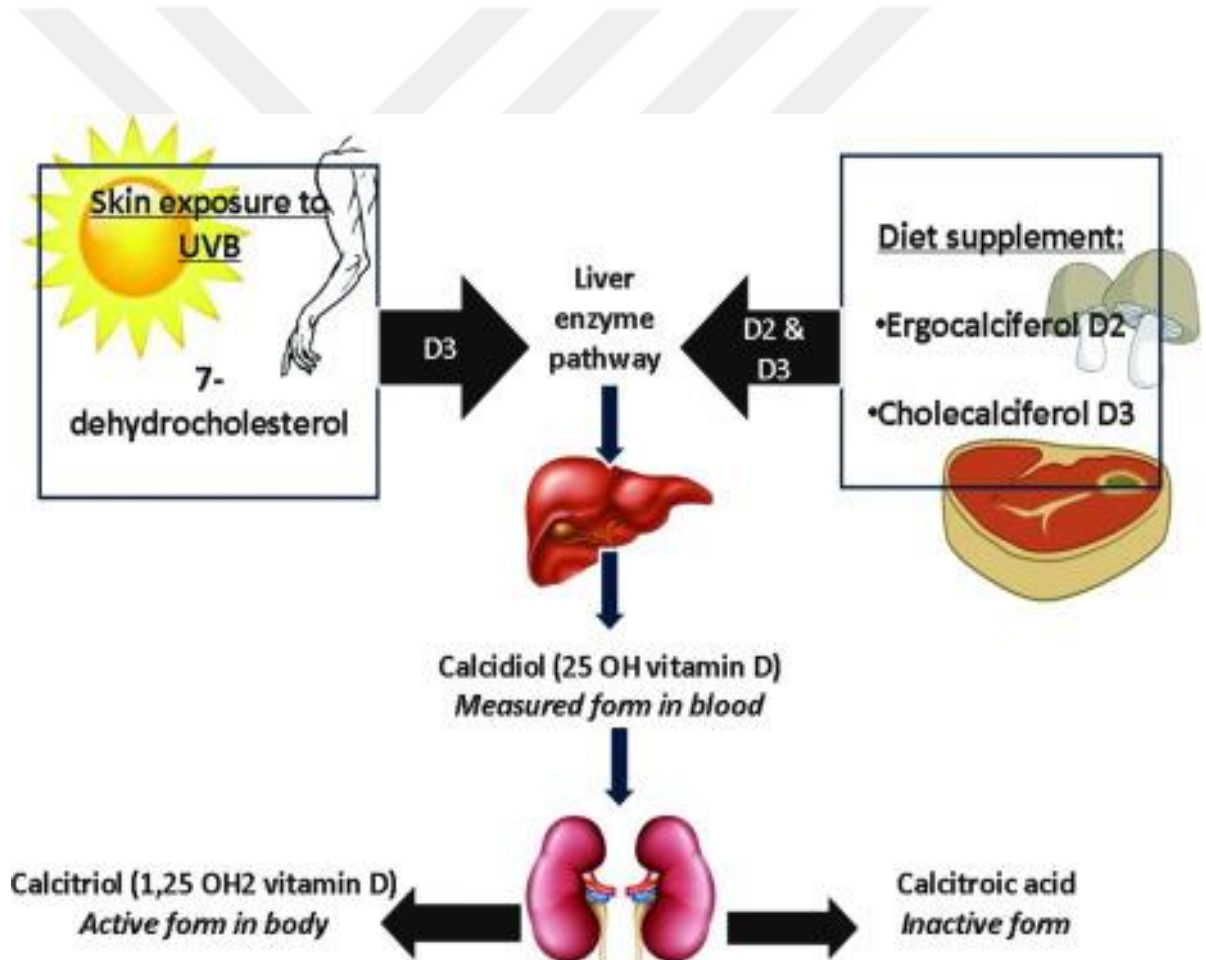 Skin exposure to
UVB
7-
dehydrocholesterol
D3
Liver
enzyme
pathway
D2 &
D3
Diet supplement:
•Ergocalciferol D2
•Cholecalciferol D3
Calcidiol (25 OH vitamin D)
Measured form in blood
Calcitriol (1,25 OH2 vitamin D)
Active form in body
Calcitroic acid
Inactive form